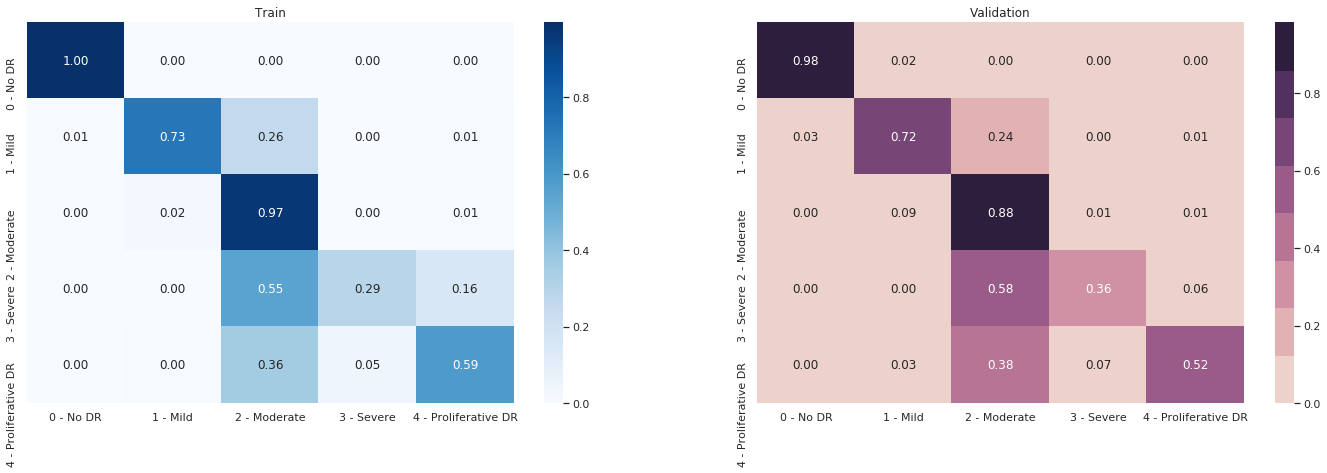 Train
0 - No DR 1.00 0.00 0.00 0.00 0.00
1 - Mild 0.01 0.73 0.26 0.00 0.01
2 - Moderate 0.00 0.02 0.97 0.00 0.01
3 - Severe 0.00 0.00 0.55 0.29 0.16
4 - Proliferative DR 0.00 0.00 0.36 0.05 0.59
0 - No DR 1 - Mild 2 - Moderate 3 - Severe 4 - Proliferative DR
0.8
0.6
0.4
0.2
0.0
Validation
0 - No DR 0.98 0.02 0.00 0.00 0.00
1 - Mild 0.03 0.72 0.24 0.00 0.01
2 - Moderate 0.00 0.09 0.88 0.01 0.01
3 - Severe 0.00 0.00 0.58 0.36 0.06
4 - Proliferative DR 0.00 0.03 0.38 0.07 0.52
0 - No DR 1 - Mild 2 - Moderate 3 - Severe 4 - Proliferative DR
0.8
0.6
0.4
0.2
0.0